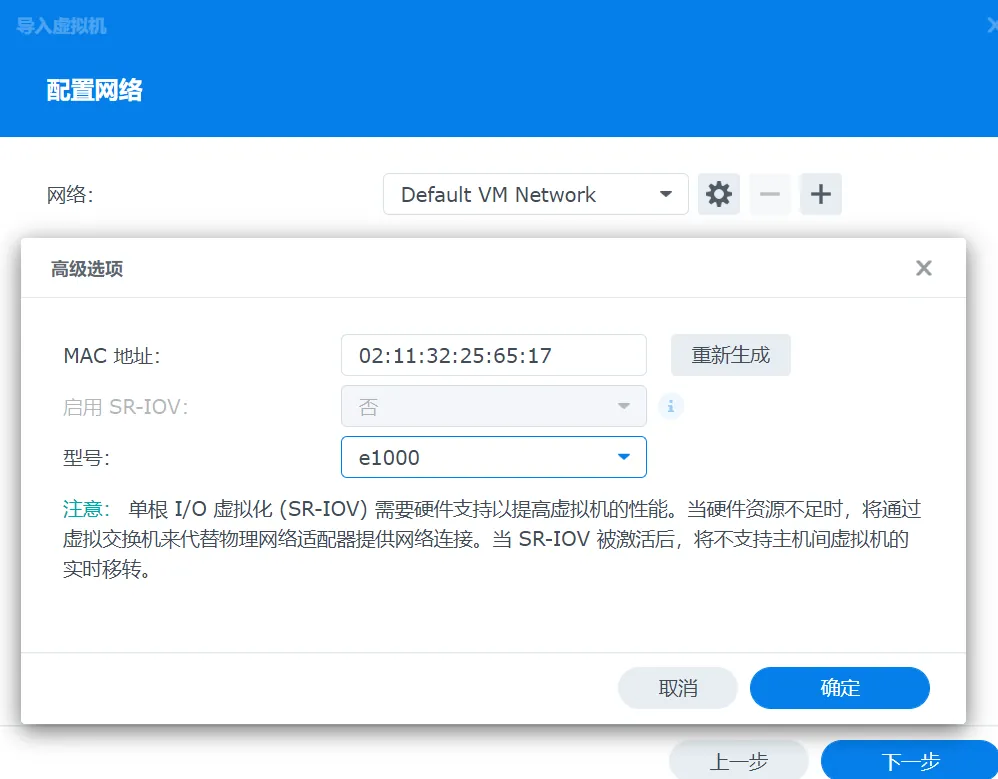 导入虚拟机
配置网络
网络:
Default VM Network
高级选项
MAC 地址:
02:11:32:25:65:17
重新生成
启用 SR-IOV:
否
型号:
e1000
注意: 单根 I/O 虚拟化 (SR-IOV) 需要硬件支持以提高虚拟机的性能。当硬件资源不足时，将通过
虚拟交换机来代替物理网络适配器提供网络连接。当 SR-IOV 被激活后，将不支持主机间虚拟机的
实时移转。
取消
确定
上一步
下一步